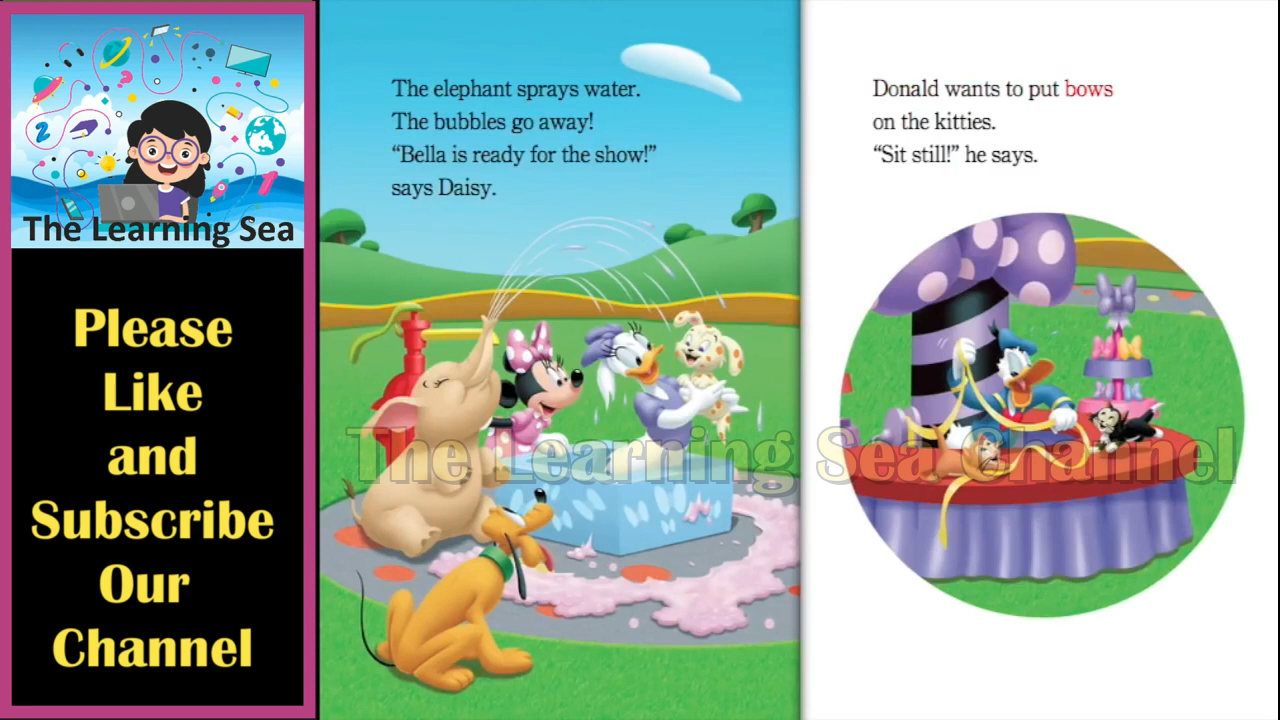 The Learning Sea
Please
Like
and
Subscribe
Our
Channel
The elephant sprays water.
The bubbles go away!
“Bella is ready for the show!”
says Daisy.
Donald wants to put bows
on the kitties.
“Sit still!” he says.
The Learning Sea Channel